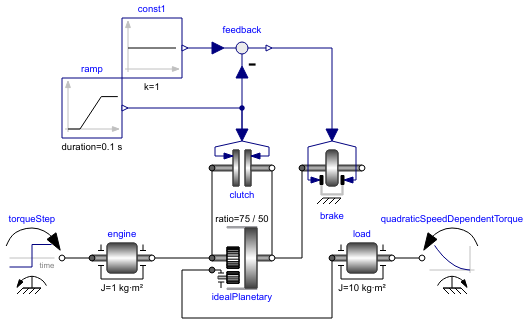 const1
feedback
k=1
ramp
duration=0.1 s
clutch
brake
torqueStep
time
engine
J=1 kg·m²
ratio=75 / 50
idealPlanetary
load
J=10 kg·m²
quadraticSpeedDependentTorque